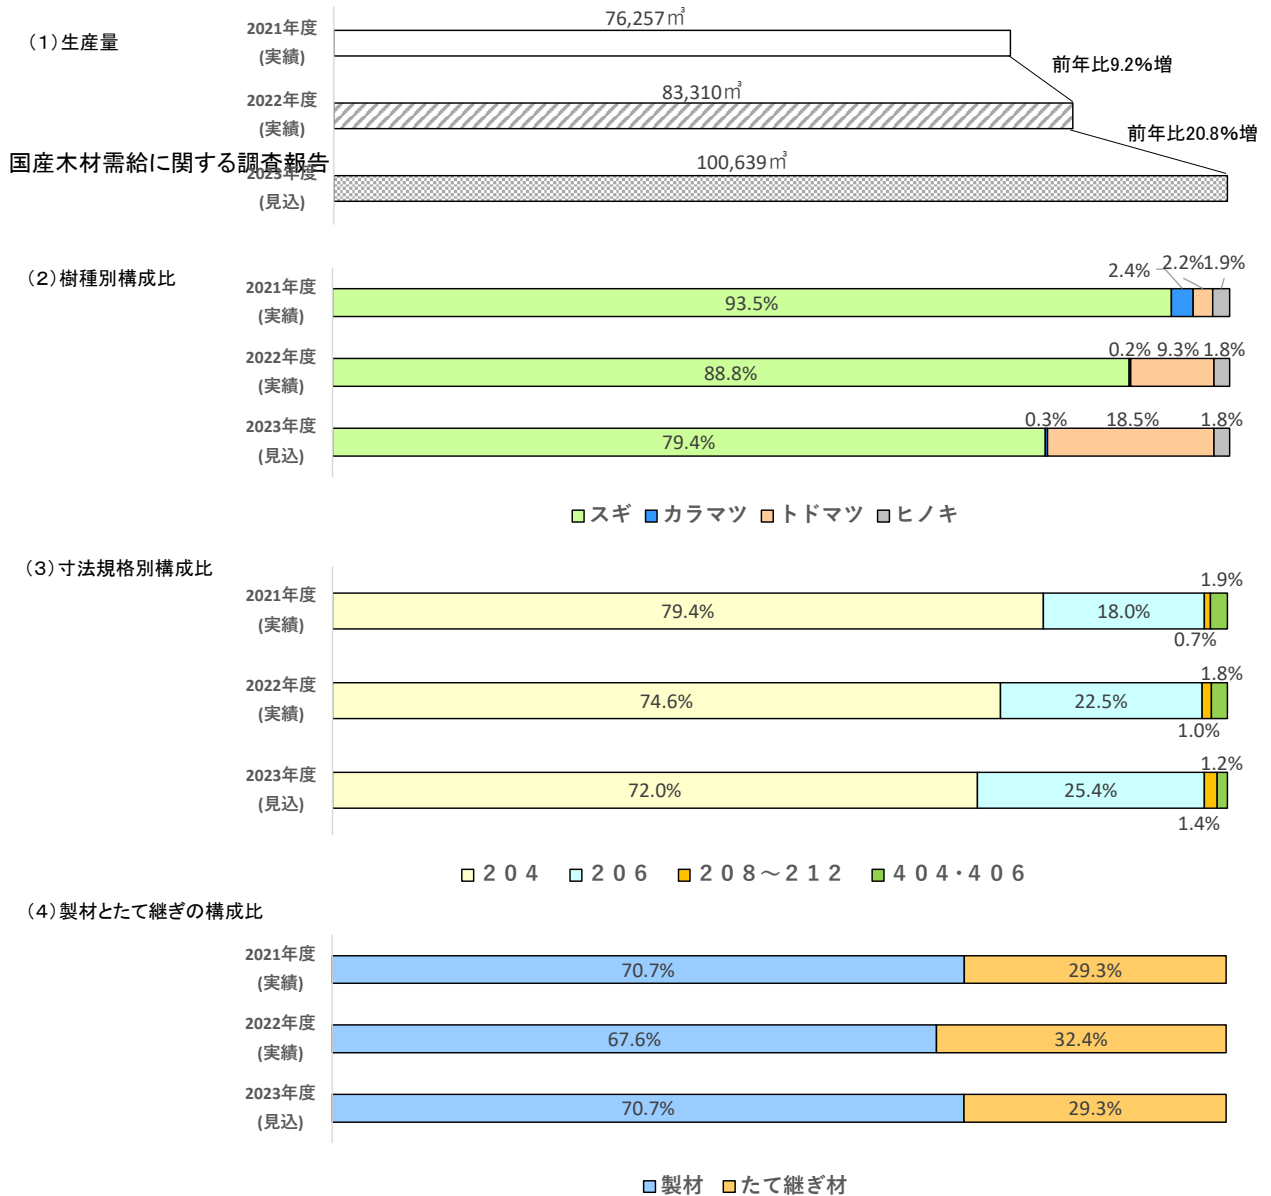 (1)生産量
2021年度
(実績)
76,257㎥
前年比9.2%増
2022年度
(実績)
83,310㎥
前年比20.8%増
国産木材需給に関する調査報告
2023年度
(見込)
100,639㎥
(2)樹種別構成比
2021年度
(実績)
93.5%
2.4%
2.2%
1.9%
2022年度
(実績)
88.8%
0.2%
9.3%
1.8%
2023年度
(見込)
79.4%
0.3%
18.5%
1.8%
スギ カラマツ トドマツ ヒノキ
(3)寸法規格別構成比
2021年度
(実績)
79.4%
18.0%
0.7%
1.9%
2022年度
(実績)
74.6%
22.5%
1.0%
1.8%
2023年度
(見込)
72.0%
25.4%
1.4%
1.2%
204 206 208～212 404・406
(4)製材とたて継ぎの構成比
2021年度
(実績)
70.7%
29.3%
2022年度
(実績)
67.6%
32.4%
2023年度
(見込)
70.7%
29.3%
製材 たて継ぎ材